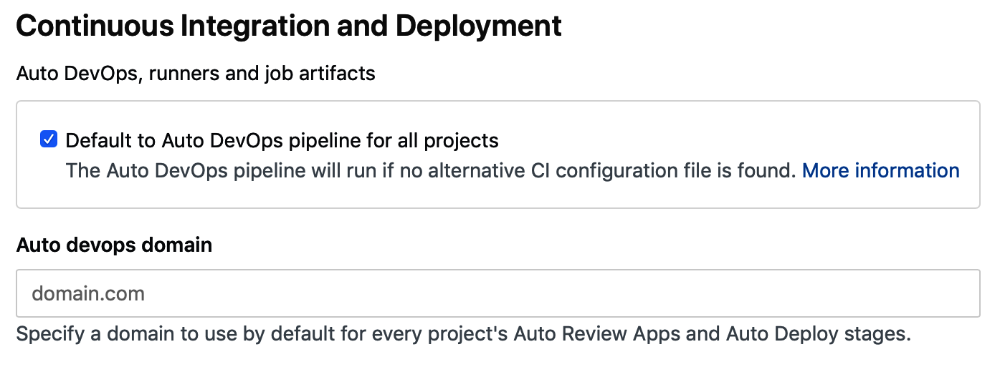 Continuous Integration and Deployment
Auto DevOps, runners and job artifacts
Default to Auto DevOps pipeline for all projects
The Auto DevOps pipeline will run if no alternative CI configuration file is found. More information
Auto devops domain
domain.com
Specify a domain to use by default for every project's Auto Review Apps and Auto Deploy stages.